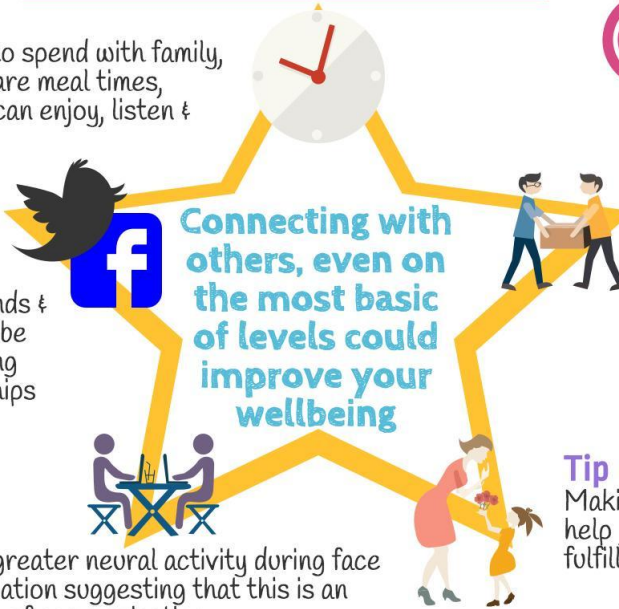 o spend with family,
are meal times,
can enjoy, listen &
f
Connecting with
others, even on
the most basic
of levels could
improve your
wellbeing
nds &
be
ng
hips
Tip
Maki
help
fulfill
greater neural activity during face
ation suggesting that this is an